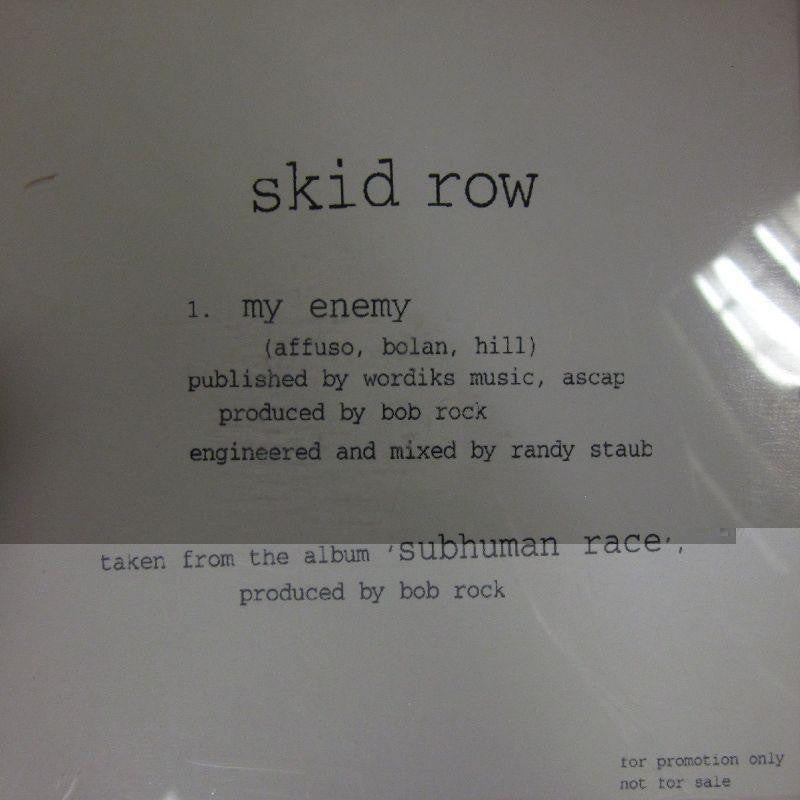 skid row
1. my enemy
(affuso, bolan, hill)
published by wordiks music, ascap
produced by bob rock
engineered and mixed by randy staub
taken from the album 'subhuman race',
produced by bob rock
for promotion only
not for sale